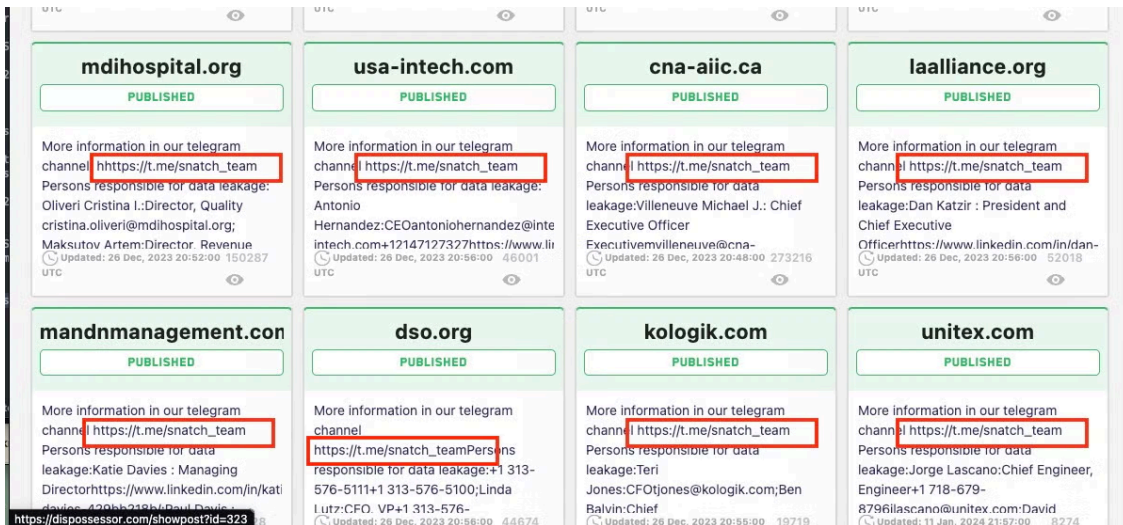 UTC
UTC
mdihospital.org
PUBLISHED
More information in our telegram
channel hhttps://t.me/snatch_team
Persons responsible for data leakage:
Oliveri Cristina I.:Director, Quality
cristina.oliveri@mdihospital.org;
Maksutov Artem:Director, Revenue
Updated: 26 Dec, 2023 20:52:00 150287
UTC
usa-intech.com
PUBLISHED
More information in our telegram
channel https://t.me/snatch_team
Persons responsible for data leakage:
Antonio
Hernandez:CEOantoniohernandez@inte
intech.com+12147127327https://www.lin
Updated: 26 Dec, 2023 20:56:00 46001
UTC
cna-aiic.ca
PUBLISHED
More information in our telegram
channel https://t.me/snatch_team
Persons responsible for data
leakage:Villeneuve Michael J.: Chief
Executive Officer
Executivemvilleneuve@cna-
Updated: 26 Dec, 2023 20:48:00 273216
UTC
laalliance.org
PUBLISHED
More information in our telegram
channel https://t.me/snatch_team
Persons responsible for data
leakage:Dan Katzir : President and
Chief Executive
Officerhttps://www.linkedin.com/in/dan-
Updated: 26 Dec, 2023 20:56:00 52018
UTC
mandnmanagement.com
PUBLISHED
More information in our telegram
channel https://t.me/snatch_team
Persons responsible for data
leakage:Katie Davies : Managing
Directorhttps://www.linkedin.com/in/kati
davies-429bb218b/;Paul Davis :
https://dispossessor.com/showpost?id=323
dso.org
PUBLISHED
More information in our telegram
channel
https://t.me/snatch_teamPersons
responsible for data leakage:+1 313-
576-5111+1 313-576-5100;Linda
Lutz:CFO, VP+1 313-576-
Updated: 26 Dec, 2023 20:55:00 44674
kologik.com
PUBLISHED
More information in our telegram
channel https://t.me/snatch_team
Persons responsible for data
leakage:Teri
Jones:CFOtjones@kologik.com;Ben
Balvin:Chief
Updated: 26 Dec, 2023 20:55:00 19719
unitex.com
PUBLISHED
More information in our telegram
channel https://t.me/snatch_team
Persons responsible for data
leakage:Jorge Lascano:Chief Engineer,
Engineer+1 718-679-
8796ilascano@unitex.com;David
Updated: 11 Jan, 2024 21:57:00 8274